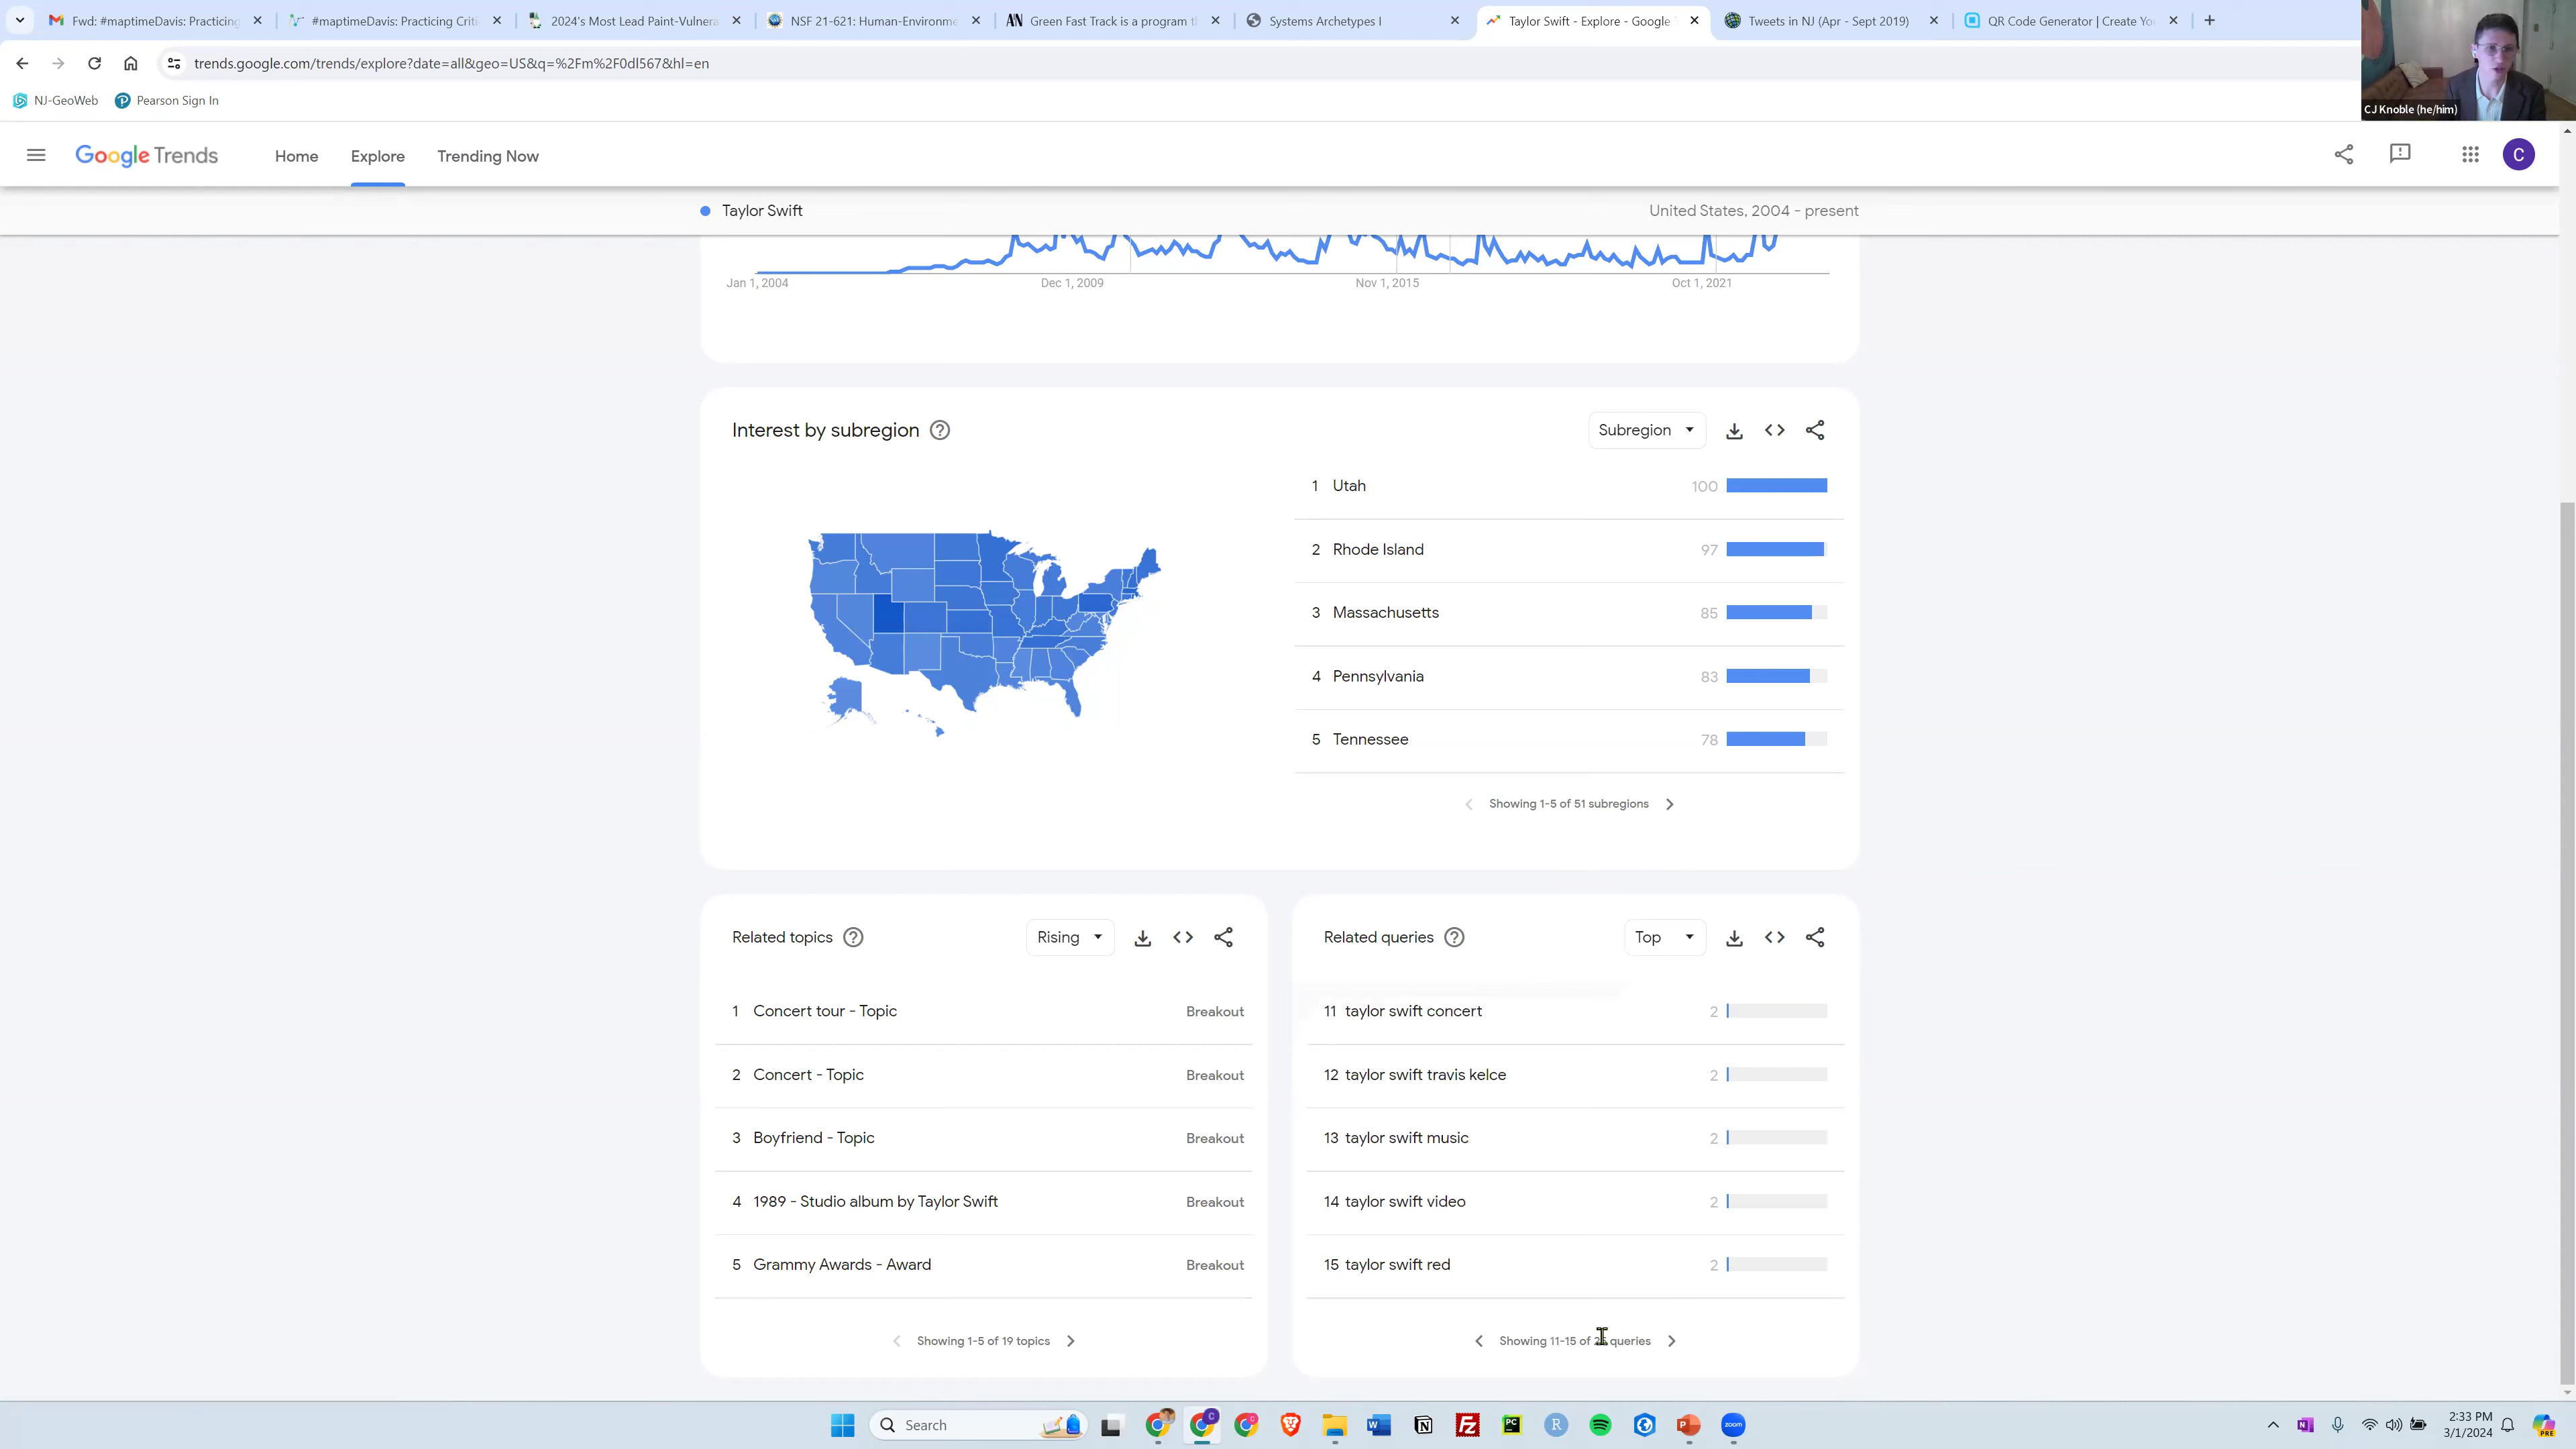 Fwd: #maptimeDavis: Practicing
#maptimeDavis: Practicing Criti
2024's Most Lead Paint-Vulnera
NSF 21-621: Human-Environme
Green Fast Track is a program t
Systems Archetypes I
Taylor Swift - Explore - Google
Tweets in NJ (Apr - Sept 2019)
QR Code Generator | Create Yo
trends.google.com/trends/explore?date=all&geo=US&q=%2Fm%2F0dl567&hl=en
NJ-GeoWeb
Pearson Sign In
CJ Knoble (he/him)
Google Trends
Home
Explore
Trending Now
C
Taylor Swift
United States, 2004 - present
Jan 1, 2004
Dec 1, 2009
Nov 1, 2015
Oct 1, 2021
Interest by subregion
Subregion
1 Utah 100
2 Rhode Island 97
3 Massachusetts 85
4 Pennsylvania 83
5 Tennessee 78
Showing 1-5 of 51 subregions
Related topics
Rising
1 Concert tour - Topic Breakout
2 Concert - Topic Breakout
3 Boyfriend - Topic Breakout
4 1989 - Studio album by Taylor Swift Breakout
5 Grammy Awards - Award Breakout
Showing 1-5 of 19 topics
Related queries
Top
11 taylor swift concert 2
12 taylor swift travis kelce 2
13 taylor swift music 2
14 taylor swift video 2
15 taylor swift red 2
Showing 11-15 of queries
Search
2:33 PM
3/1/2024